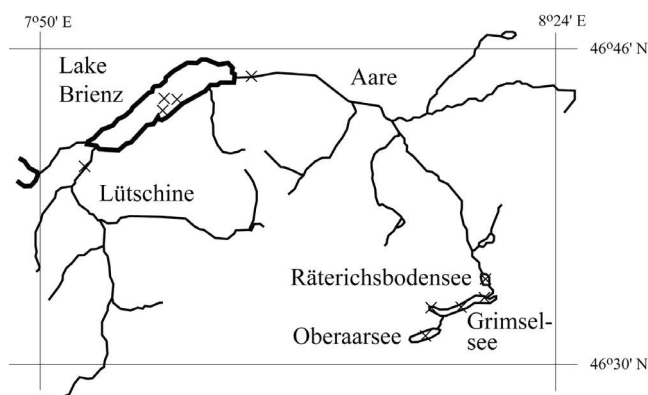 7º50' E
8º24' E
46º46' N
Lake
Brienz
Aare
Lütschine
Räterichsbodensee
Grimsel-
see
Oberaarsee
46º30' N